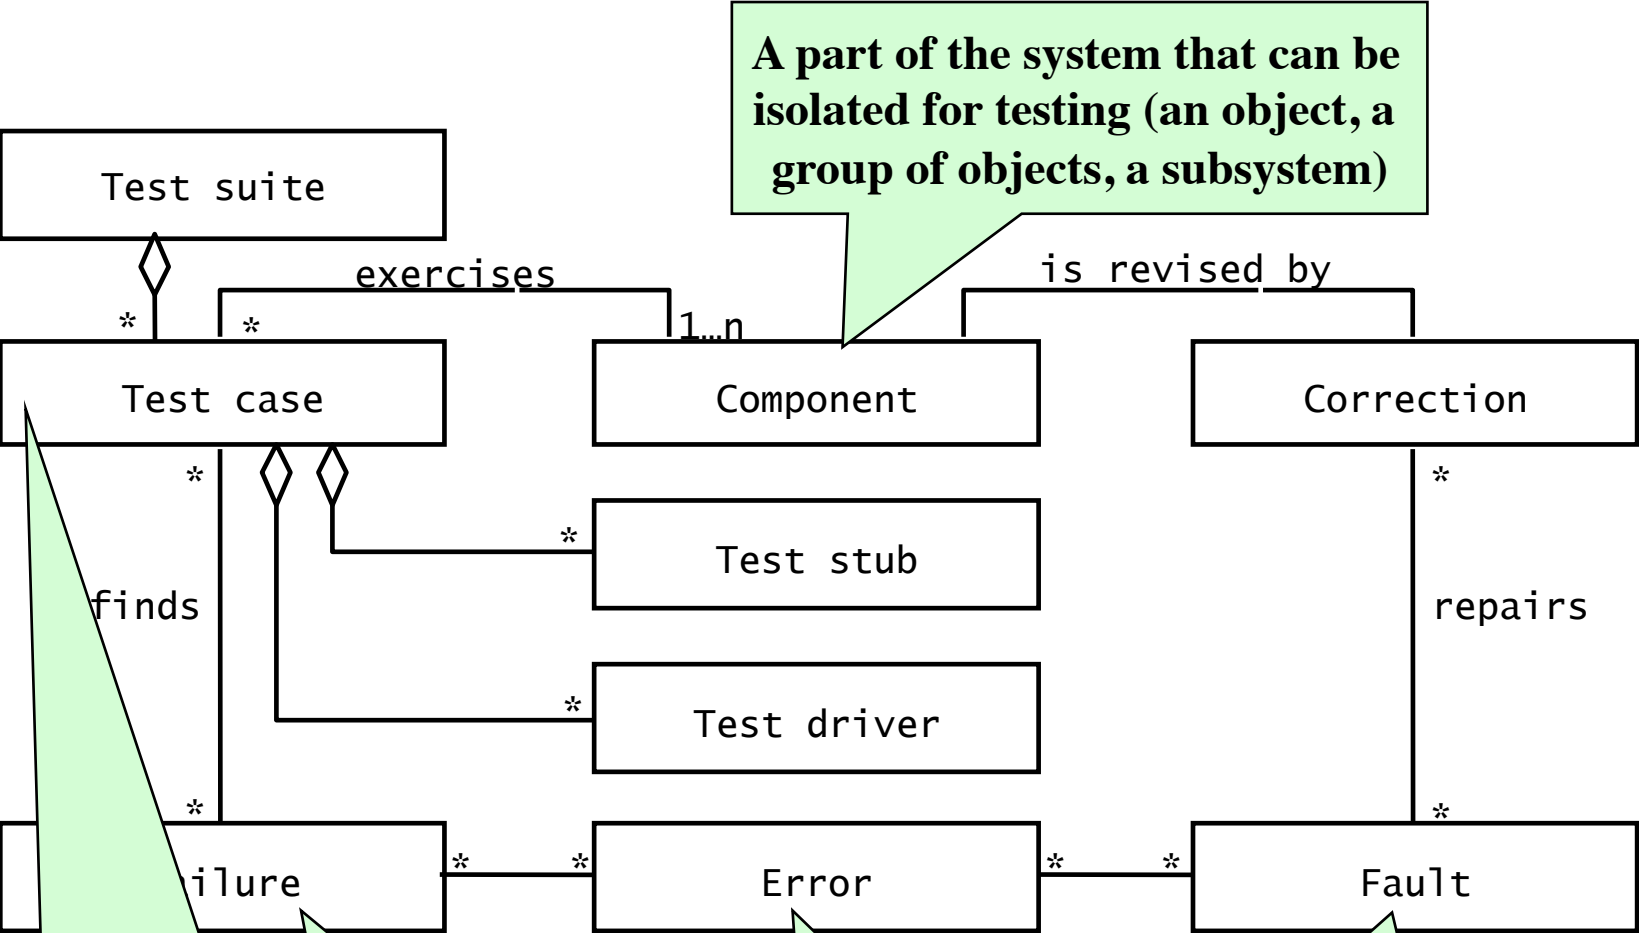 A part of the system that can be
isolated for testing (an object, a
group of objects, a subsystem)
Test suite
exercises
is revised by
*
*
1…n
Test case
Component
Correction
*
*
*
Test stub
finds
repairs
*
Test driver
*
*
ilure
*
*
Error
*
*
Fault